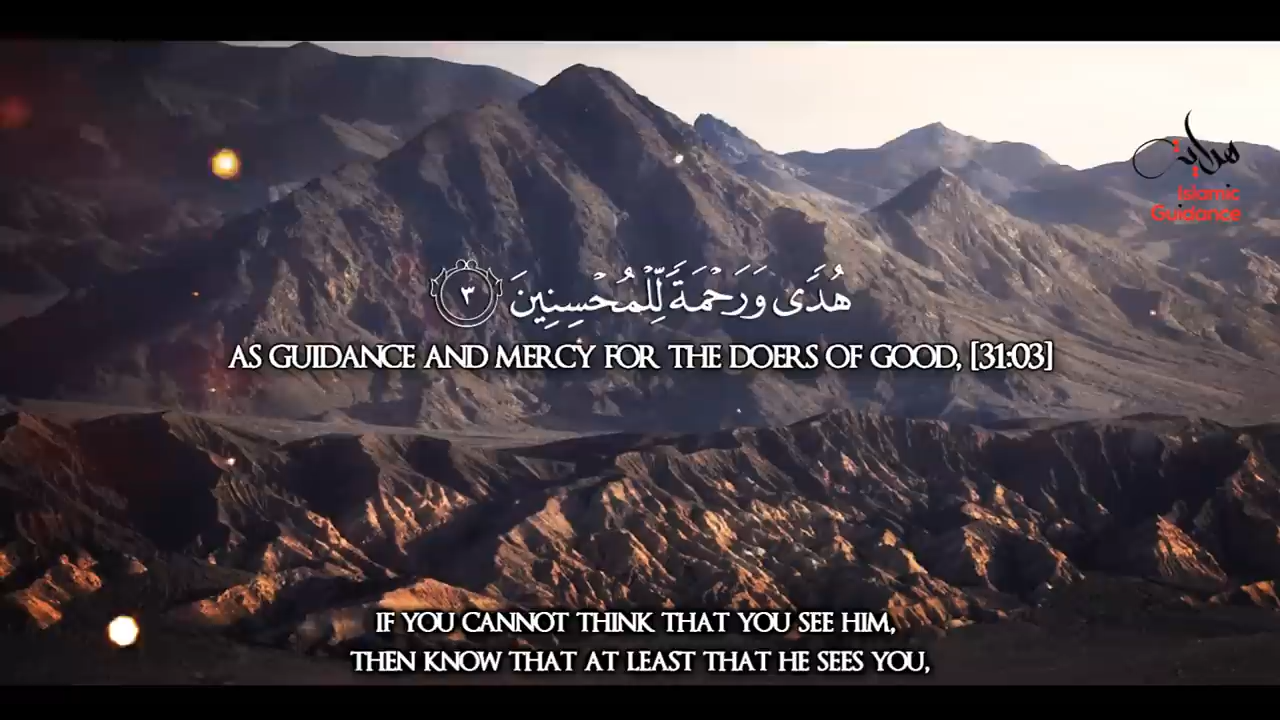 هداية
Islamic
Guidance
هُدًى وَرَحْمَةً لِّلْمُحْسِنِينَ ٣
AS GUIDANCE AND MERCY FOR THE DOERS OF GOOD, [31:03]
IF YOU CANNOT THINK THAT YOU SEE HIM,
THEN KNOW THAT AT LEAST THAT HE SEES YOU,